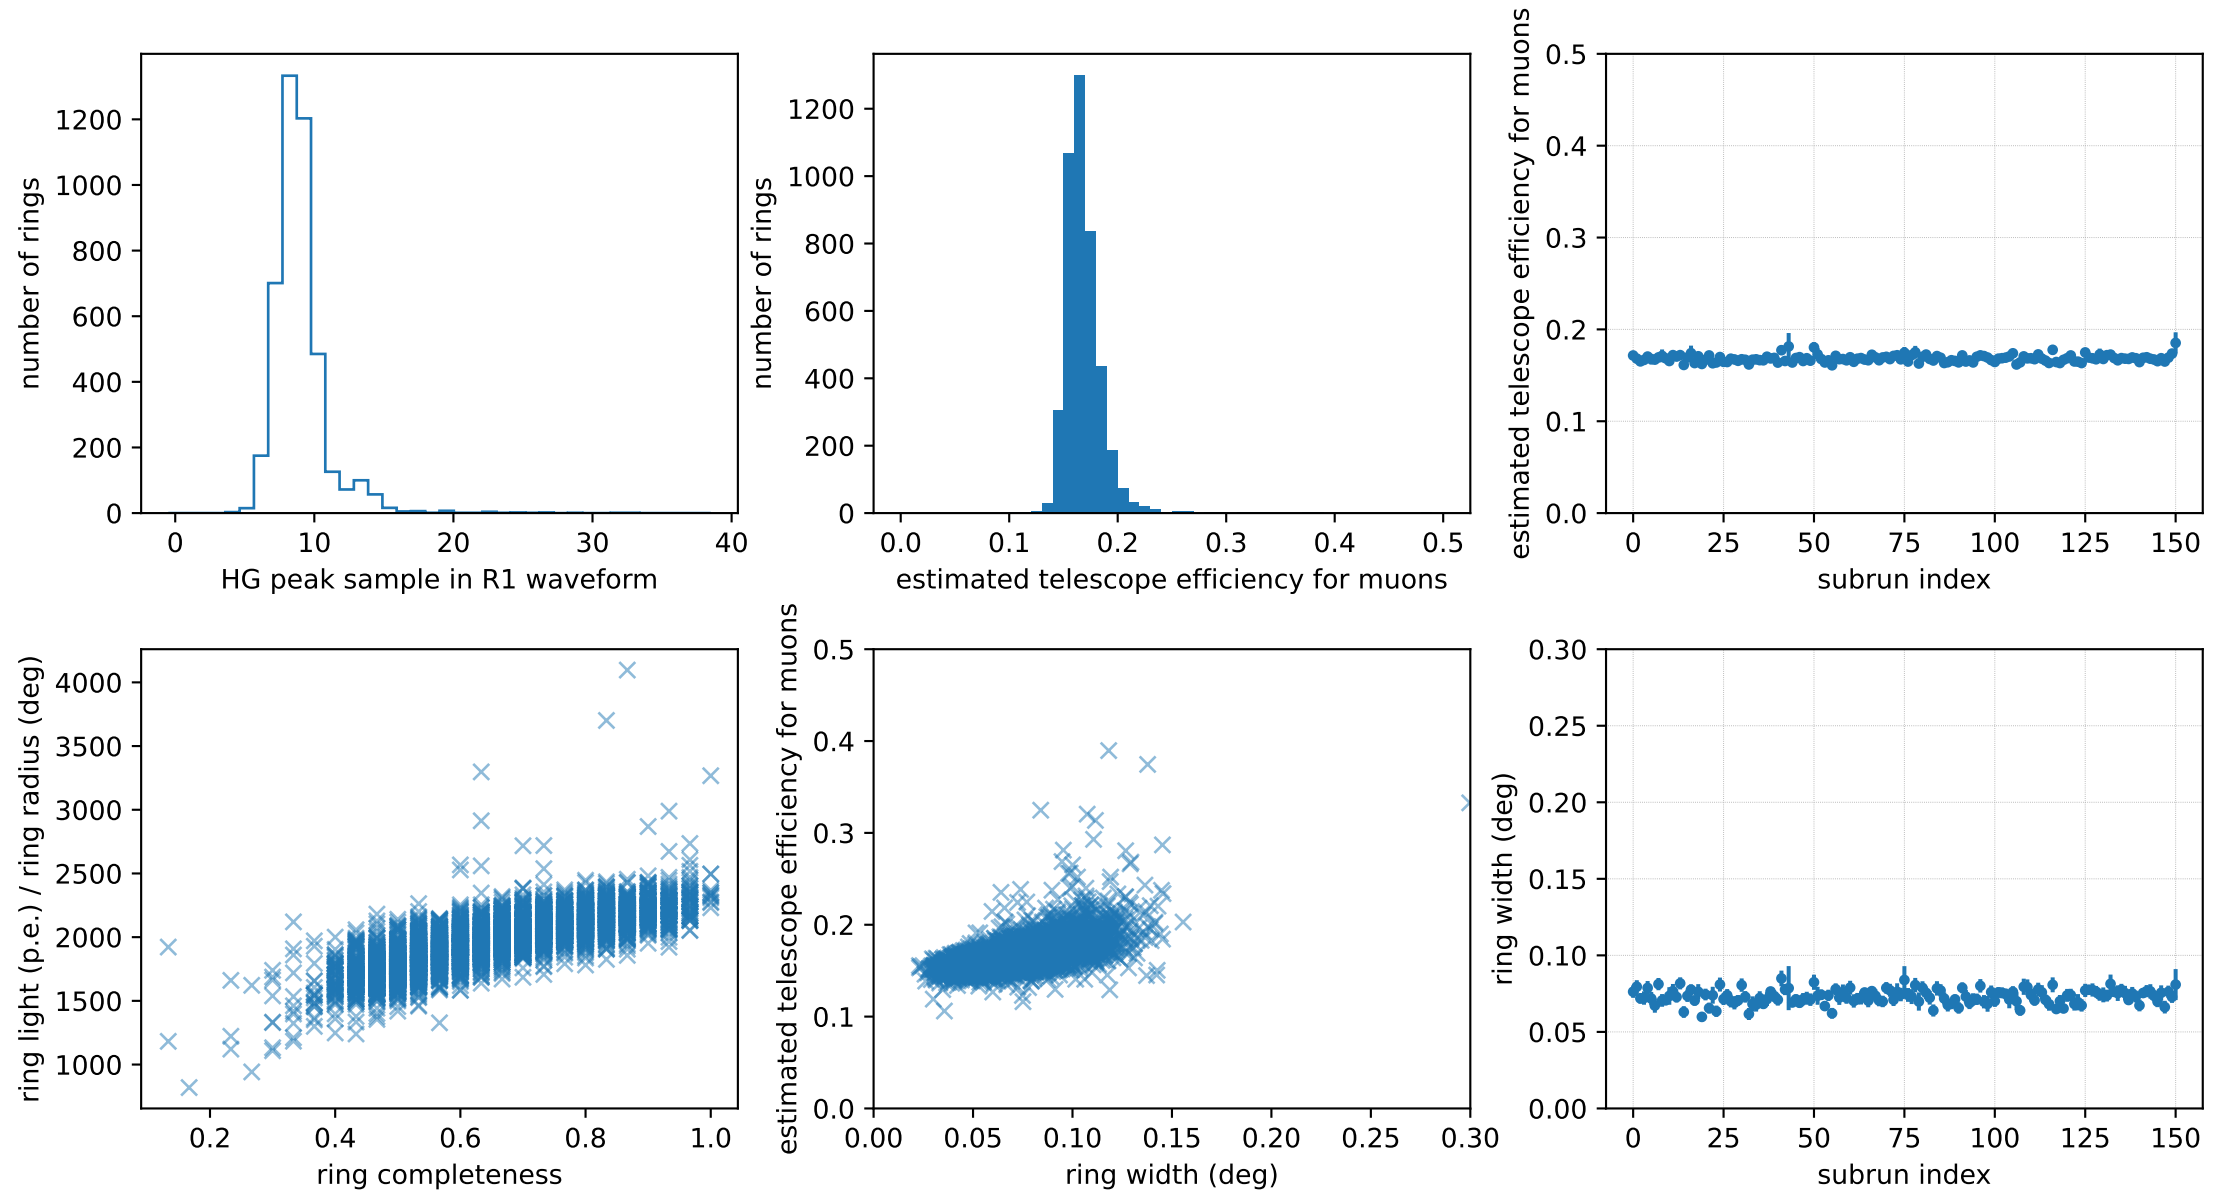 number of rings
0
200
400
600
800
1000
1200
0 10 20 30 40
HG peak sample in R1 waveform
number of rings
0
200
400
600
800
1000
1200
0.0 0.1 0.2 0.3 0.4 0.5
estimated telescope efficiency for muons
estimated telescope efficiency for muons
0.0
0.1
0.2
0.3
0.4
0.5
0 25 50 75 100 125 150
subrun index
ring light (p.e.) / ring radius (deg)
1000
1500
2000
2500
3000
3500
4000
0.2 0.4 0.6 0.8 1.0
ring completeness
estimated telescope efficiency for muons
0.0
0.1
0.2
0.3
0.4
0.5
0.00 0.05 0.10 0.15 0.20 0.25 0.30
ring width (deg)
ring width (deg)
0.00
0.05
0.10
0.15
0.20
0.25
0.30
0 25 50 75 100 125 150
subrun index